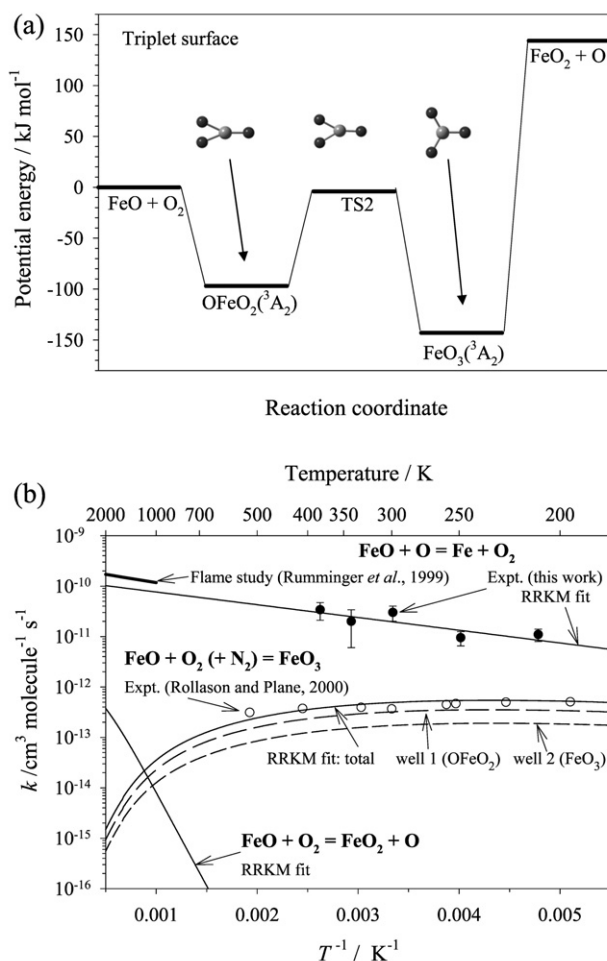 (a)
Triplet surface
150
100
50
0
-50
-100
-150
Potential energy / kJ mol⁻¹
FeO + O₂
OFeO₂(³A₂)
TS2
FeO₃(³A₂)
FeO₂ + O
Reaction coordinate
(b)
Temperature / K
2000 1000 700 500 400 350 300 250 200
10⁻⁹
10⁻¹⁰
10⁻¹¹
10⁻¹²
10⁻¹³
10⁻¹⁴
10⁻¹⁵
10⁻¹⁶
k /cm³ molecule⁻¹ s⁻¹
FeO + O = Fe + O₂
Flame study (Rumminger et al., 1999)
Expt. (this work)
RRKM fit
FeO + O₂ (+ N₂) = FeO₃
Expt. (Rollason and Plane, 2000)
RRKM fit: total
well 1 (OFeO₂)
well 2 (FeO₃)
FeO + O₂ = FeO₂ + O
RRKM fit
0.001 0.002 0.003 0.004 0.005
T⁻¹ / K⁻¹